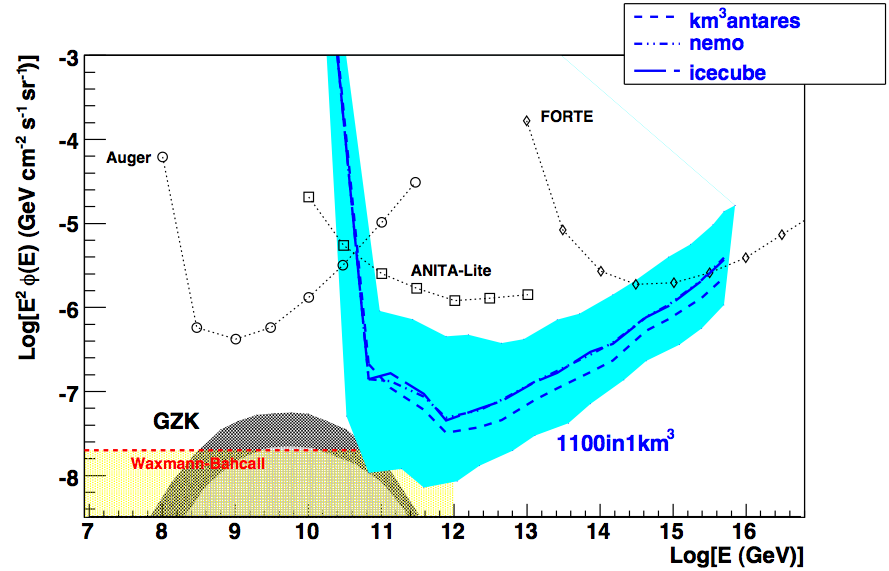 km³antares
nemo
icecube
-3
-4
-5
-6
-7
-8
Log[E² ϕ(E) (GeV cm⁻² s⁻¹ sr⁻¹)]
Auger
FORTE
ANITA-Lite
GZK
Waxmann-Bahcall
1100in1km³
7 8 9 10 11 12 13 14 15 16
Log[E (GeV)]